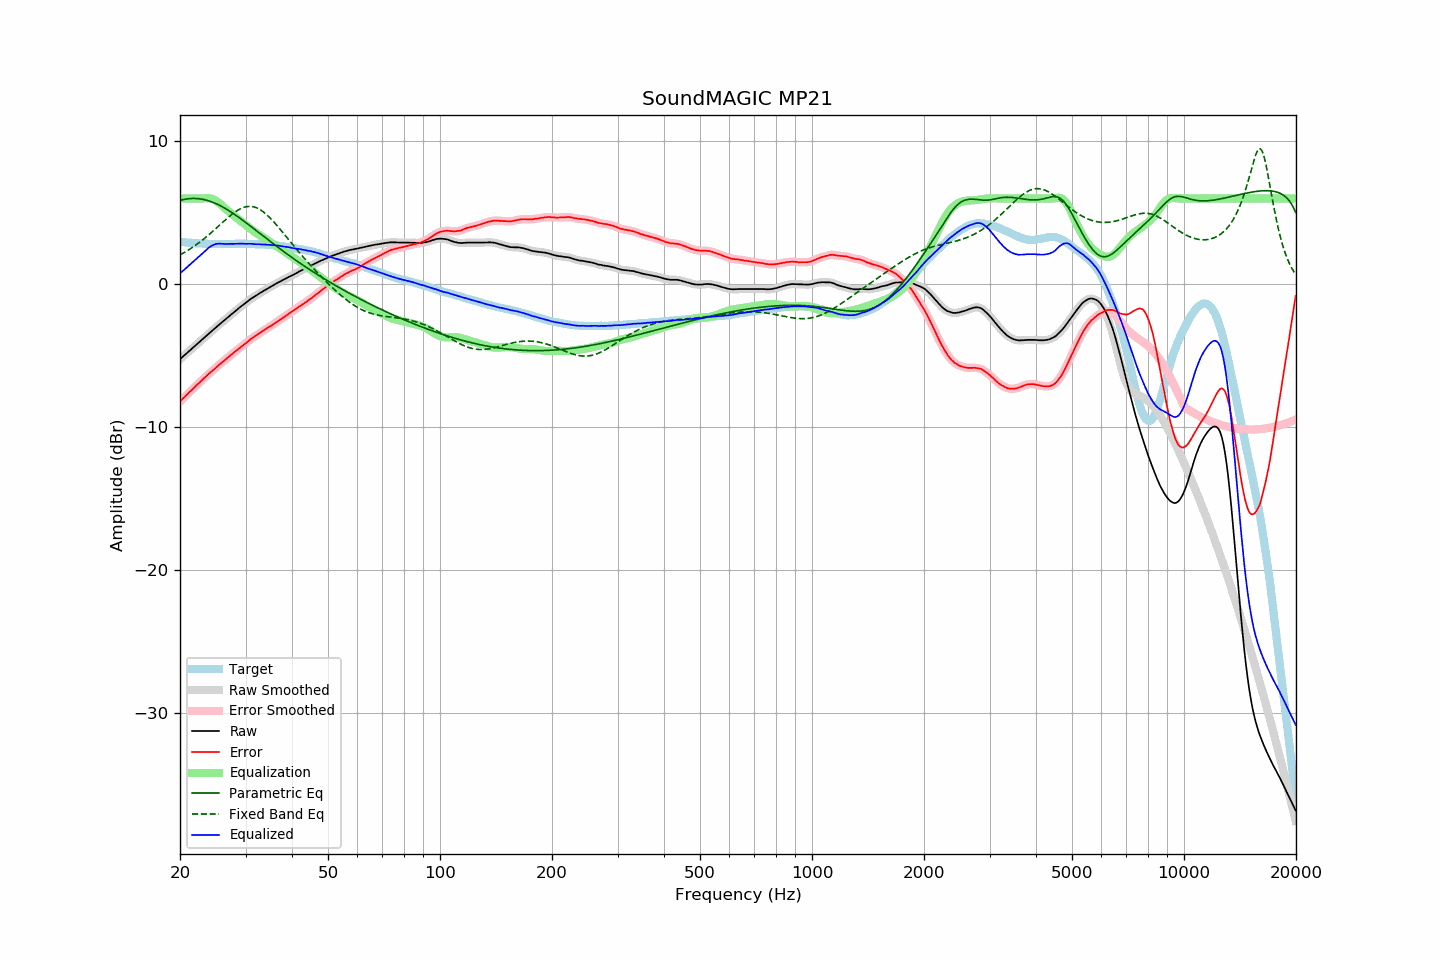 SoundMAGIC MP21
10
0
−10
−20
−30
Amplitude (dBr)
Target
Raw Smoothed
Error Smoothed
Raw
Error
Equalization
Parametric Eq
Fixed Band Eq
Equalized
20 50 100 200 500 1000 2000 5000 10000 20000
Frequency (Hz)